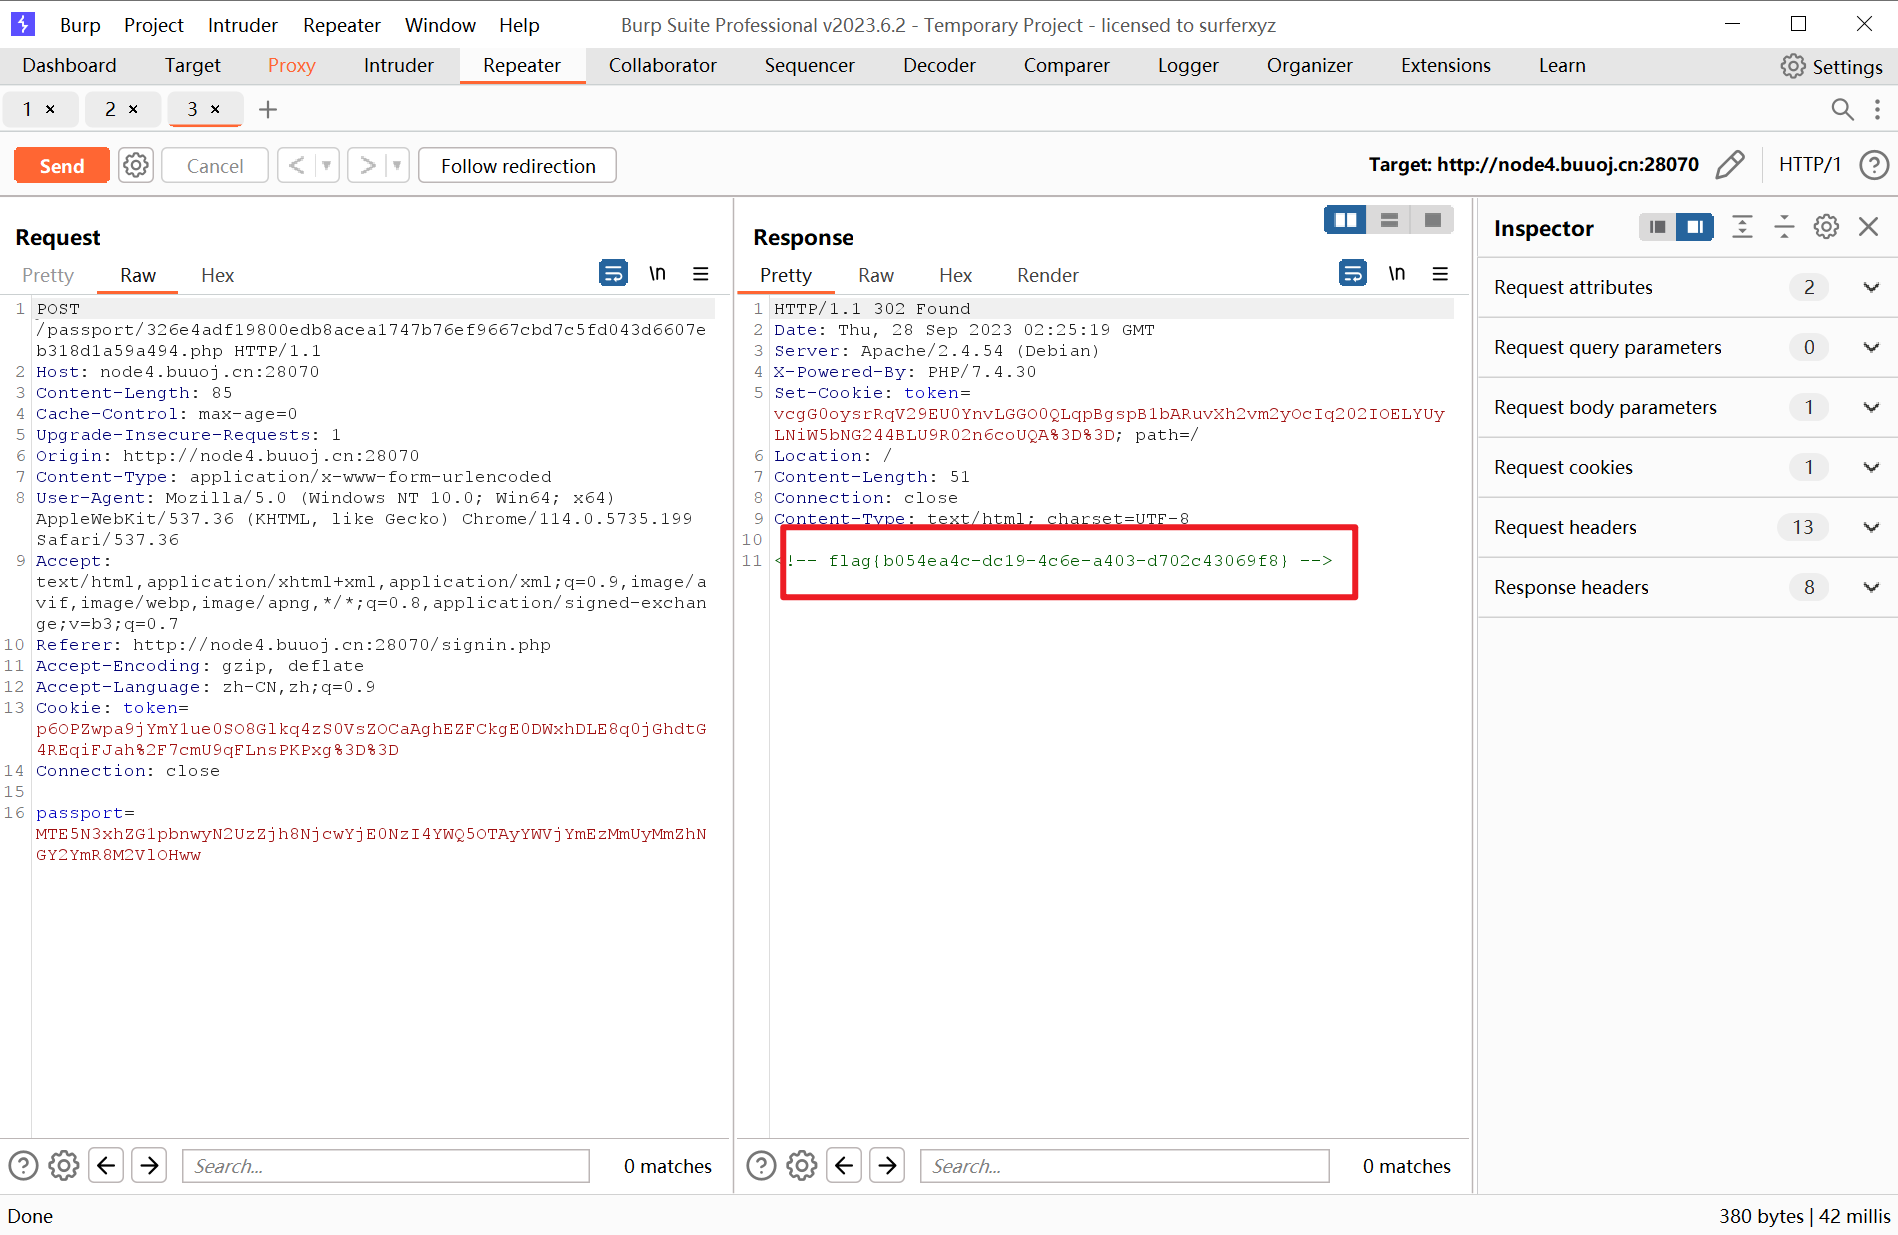 Burp Project Intruder Repeater Window Help Burp Suite Professional v2023.6.2 - Temporary Project - licensed to surferxyz
Dashboard Target Proxy Intruder Repeater Collaborator Sequencer Decoder Comparer Logger Organizer Extensions Learn Settings
1 × 2 × 3 × +
Send Cancel < > Follow redirection Target: http://node4.buuoj.cn:28070 HTTP/1 ?
Request
Pretty Raw Hex \n
1 POST
/passport/326e4adf19800edb8acea1747b76ef9667cbd7c5fd043d6607e
b318d1a59a494.php HTTP/1.1
2 Host: node4.buuoj.cn:28070
3 Content-Length: 85
4 Cache-Control: max-age=0
5 Upgrade-Insecure-Requests: 1
6 Origin: http://node4.buuoj.cn:28070
7 Content-Type: application/x-www-form-urlencoded
8 User-Agent: Mozilla/5.0 (Windows NT 10.0; Win64; x64)
AppleWebKit/537.36 (KHTML, like Gecko) Chrome/114.0.5735.199
Safari/537.36
9 Accept:
text/html,application/xhtml+xml,application/xml;q=0.9,image/a
vif,image/webp,image/apng,*/*;q=0.8,application/signed-exchan
ge;v=b3;q=0.7
10 Referer: http://node4.buuoj.cn:28070/signin.php
11 Accept-Encoding: gzip, deflate
12 Accept-Language: zh-CN,zh;q=0.9
13 Cookie: token=
p6OPZwpa9jYmY1ue0SO8Glkq4zS0VsZOCaAghEZFCkgE0DWxhDLE8q0jGhdtG
4REqiFJah%2F7cmU9qFLnsPKPxg%3D%3D
14 Connection: close
15
16 passport=
MTE5N3xhZG1pbnwyN2UzZjh8NjcwYjE0NzI4YWQ5OTAyYWVjYmEzMmUyMmZhN
GY2YmR8M2VlOHww
? Search... 0 matches
Response
Pretty Raw Hex Render \n
1 HTTP/1.1 302 Found
2 Date: Thu, 28 Sep 2023 02:25:19 GMT
3 Server: Apache/2.4.54 (Debian)
4 X-Powered-By: PHP/7.4.30
5 Set-Cookie: token=
vcgG0oysrRqV29EU0YnvLGGO0QLqpBgspB1bARuvXh2vm2yOcIq202IOELYUy
LNiW5bNG244BLU9R02n6coUQA%3D%3D; path=/
6 Location: /
7 Content-Length: 51
8 Connection: close
9 Content-Type: text/html; charset=UTF-8
10
11 <!-- flag{b054ea4c-dc19-4c6e-a403-d702c43069f8} -->
? Search... 0 matches
Inspector
Request attributes 2
Request query parameters 0
Request body parameters 1
Request cookies 1
Request headers 13
Response headers 8
Done 380 bytes | 42 millis